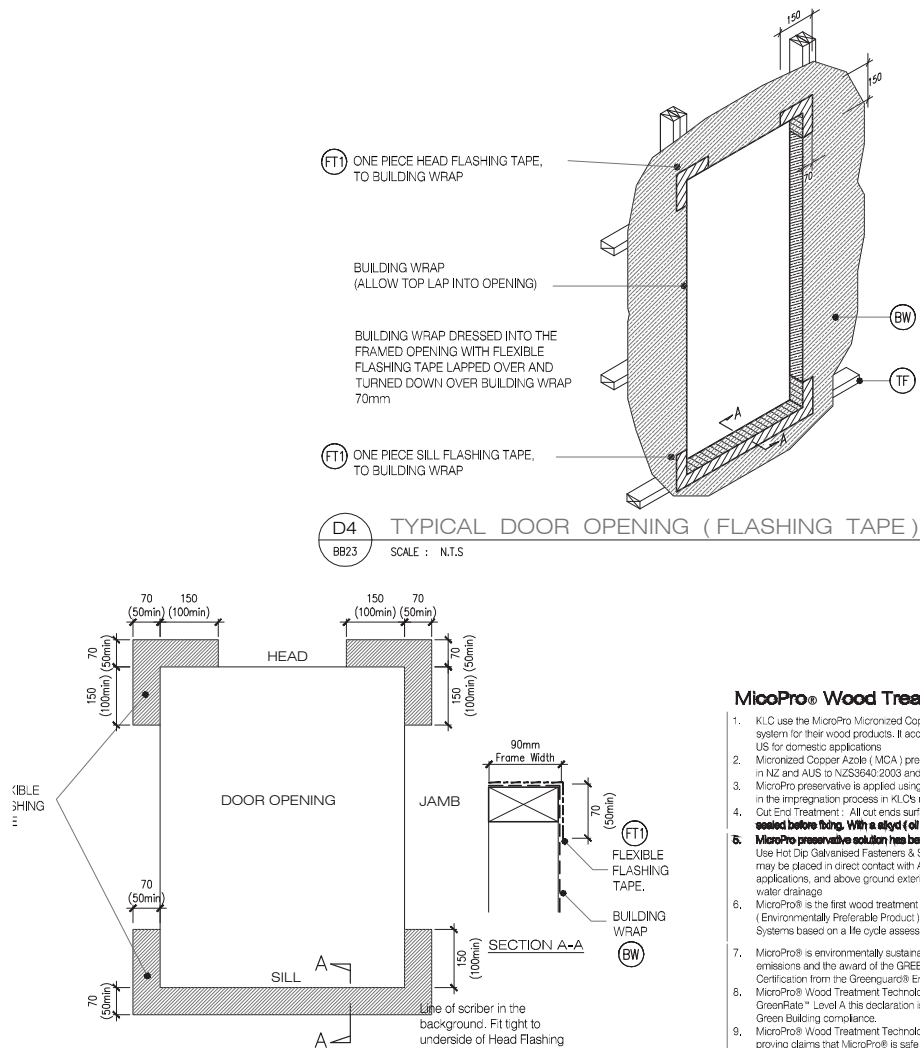 150
150
FT1 ONE PIECE HEAD FLASHING TAPE,
TO BUILDING WRAP
70
BUILDING WRAP
(ALLOW TOP LAP INTO OPENING)
BW
BUILDING WRAP DRESSED INTO THE
FRAMED OPENING WITH FLEXIBLE
FLASHING TAPE LAPPED OVER AND
TURNED DOWN OVER BUILDING WRAP
70mm
TF
A
A
FT1 ONE PIECE SILL FLASHING TAPE,
TO BUILDING WRAP
D4 TYPICAL DOOR OPENING ( FLASHING TAPE )
BB23 SCALE : N.T.S
70 150 150 70
(50min) (100min) (100min) (50min)
70 (50min)
HEAD
70 (50min)
150 (100min)
150 (100min)
DOOR OPENING
JAMB
90mm
Frame Width
70 (50min)
FT1
FLEXIBLE
FLASHING
TAPE.
BUILDING
WRAP
BW
SECTION A-A
70
(50min)
150 (100min)
SILL
70 (50min)
A
A
Line of scriber in the
background. Fit tight to
underside of Head Flashing
MicoPro® Wood Trea
1. KLC use the MicroPro Micronized Cop
system for their wood products. It acc
US for domestic applications
2. Micronized Copper Azole ( MCA ) pre
in NZ and AUS to NZS3640:2003 and
3. MicroPro preservative is applied using
in the impregnation process in KLC's
4. Cut End Treatment : All cut ends surf
sealed before fixing. With a alkyd ( oil
5. MicroPro preservative solution has be
Use Hot Dip Galvanised Fasteners & S
may be placed in direct contact with A
applications, and above ground exteri
water drainage
6. MicroPro® is the first wood treatment
( Environmentally Preferable Product )
Systems based on a life cycle assess
7. MicroPro® is environmentally sustaina
emissions and the award of the GREE
Certification from the Greenguard® En
8. MicroPro® Wood Treatment Technolo
GreenRate™ Level A this declaration is
Green Building compliance.
9. MicroPro® Wood Treatment Technolo
proving claims that MicroPro® is safe